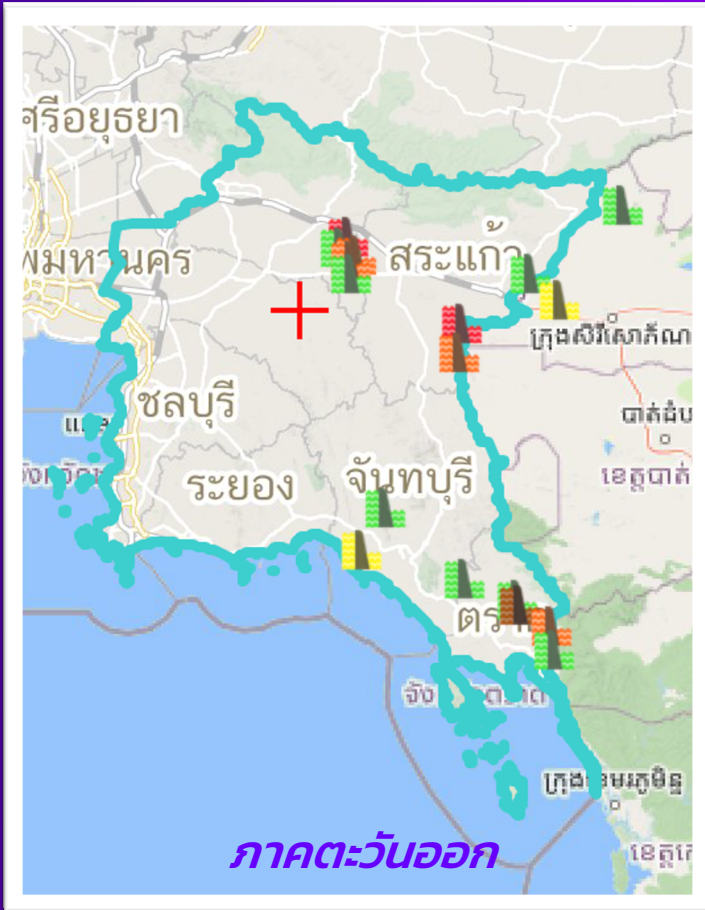 ศรีอยุธยา
พมหานคร
สระแก้ว
ក្រុងសិរីសោភ័ណ
ชลบุรี
បាត់ដំប
ระยอง
จันทบุรี
ខេត្តបាត់
ตรา
จัง
ក្រុង
មរភូមិន្ទ
ภาคตะวันออก